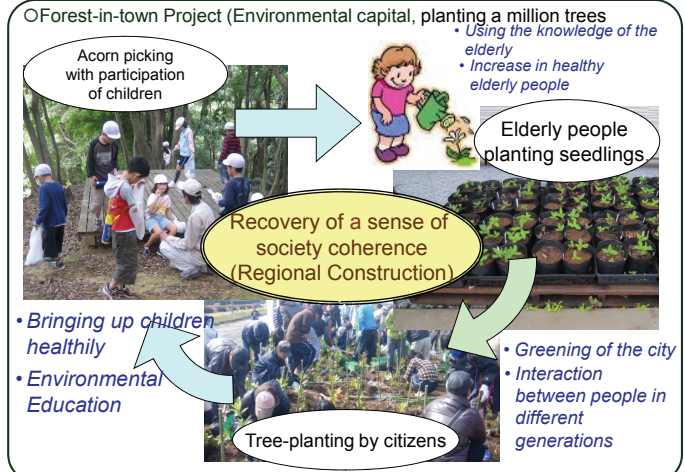 ○Forest-in-town Project (Environmental capital, planting a million trees
Acorn picking
with participation
of children
• Using the knowledge of the
elderly
• Increase in healthy
elderly people
Elderly people
planting seedlings
Recovery of a sense of
society coherence
(Regional Construction)
• Bringing up children
healthily
• Environmental
Education
• Greening of the city
• Interaction
between people in
different
generations
Tree-planting by citizens